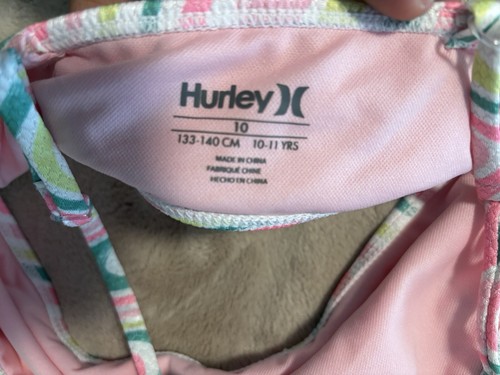 Hurley
10
133-140 CM 10-11 YRS
MADE IN CHINA
FABRIQUÉ CHINE
HECHO EN CHINA